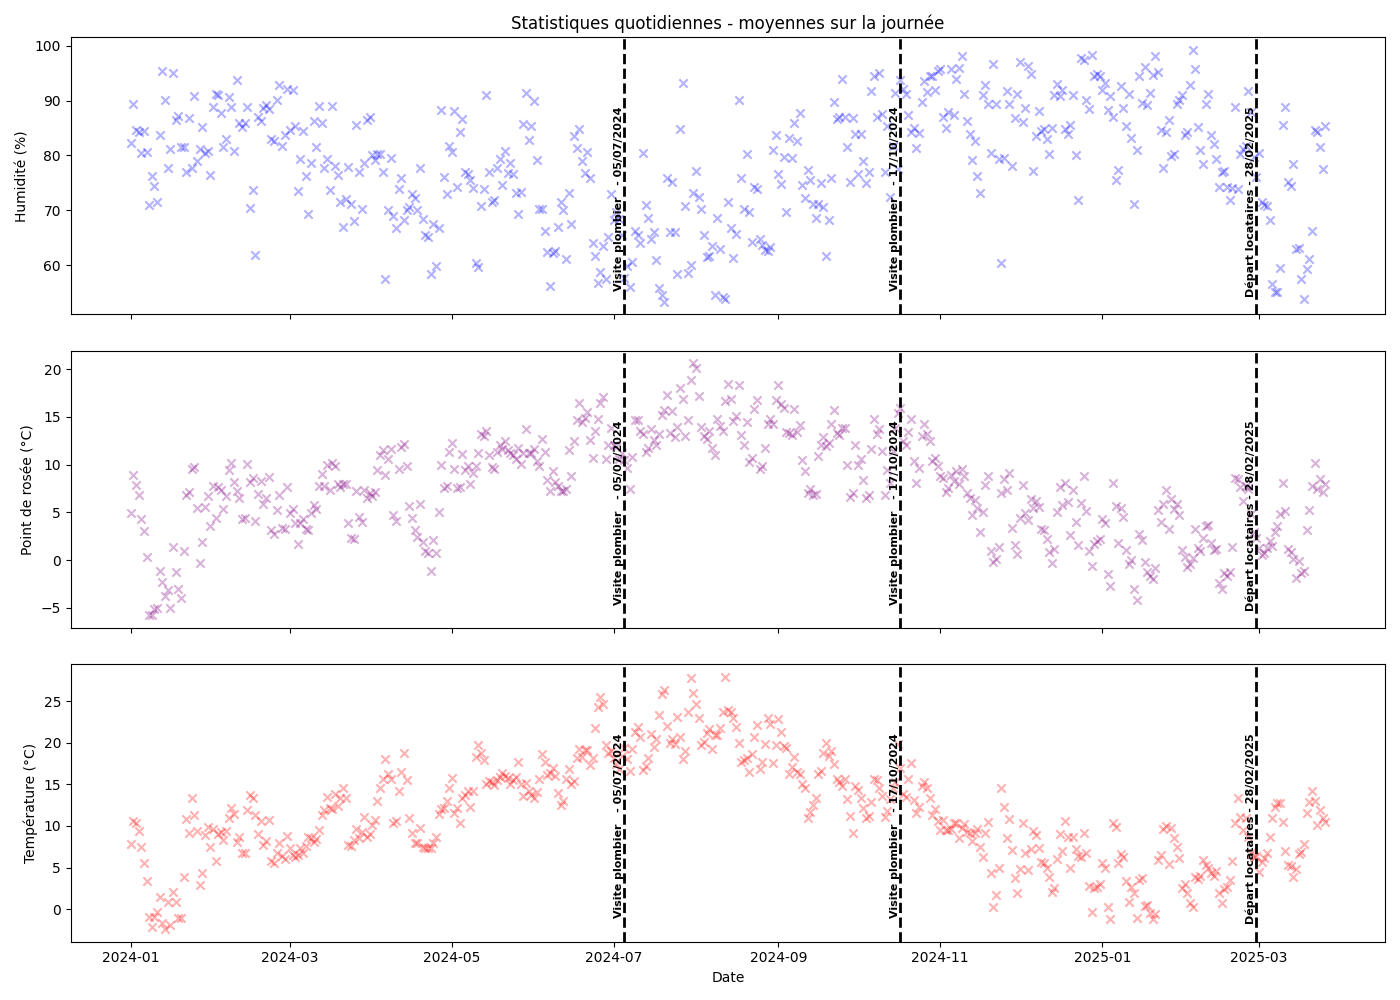 Statistiques quotidiennes - moyennes sur la journée
Humidité (%)
100
90
80
70
60
Visite plombier - 05/07/2024
Visite plombier - 17/10/2024
Départ locataires - 28/02/2025
Point de rosée (°C)
20
15
10
5
0
−5
Visite plombier - 05/07/2024
Visite plombier - 17/10/2024
Départ locataires - 28/02/2025
Température (°C)
25
20
15
10
5
0
Visite plombier - 05/07/2024
Visite plombier - 17/10/2024
Départ locataires - 28/02/2025
2024-01
2024-03
2024-05
2024-07
2024-09
2024-11
2025-01
2025-03
Date